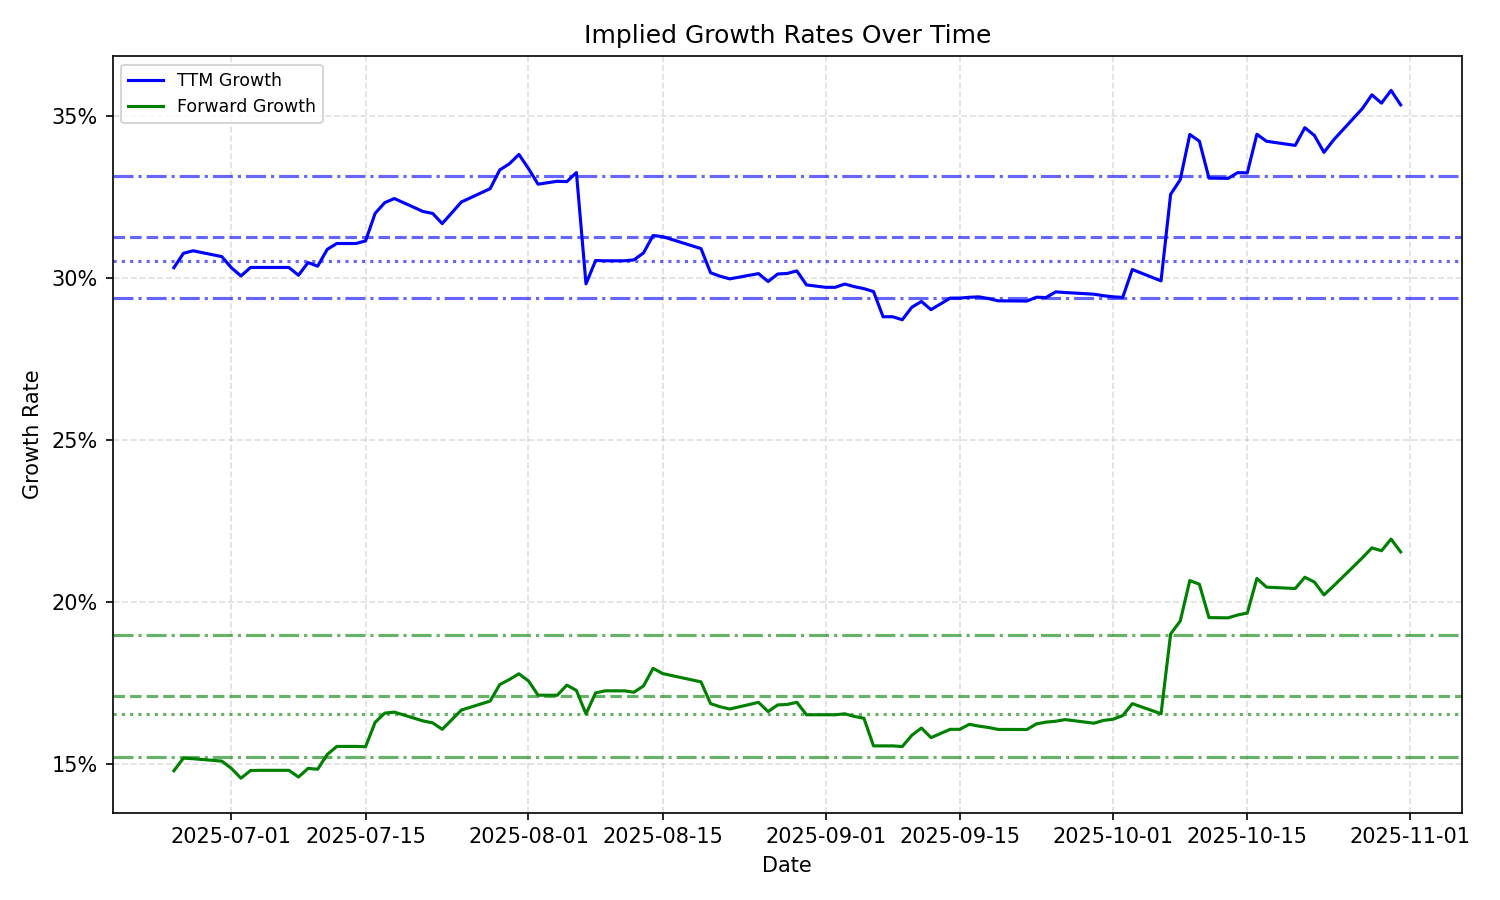 Implied Growth Rates Over Time
TTM Growth
Forward Growth
35%
30%
25%
20%
15%
Growth Rate
2025-07-01 2025-07-15 2025-08-01 2025-08-15 2025-09-01 2025-09-15 2025-10-01 2025-10-15 2025-11-01
Date